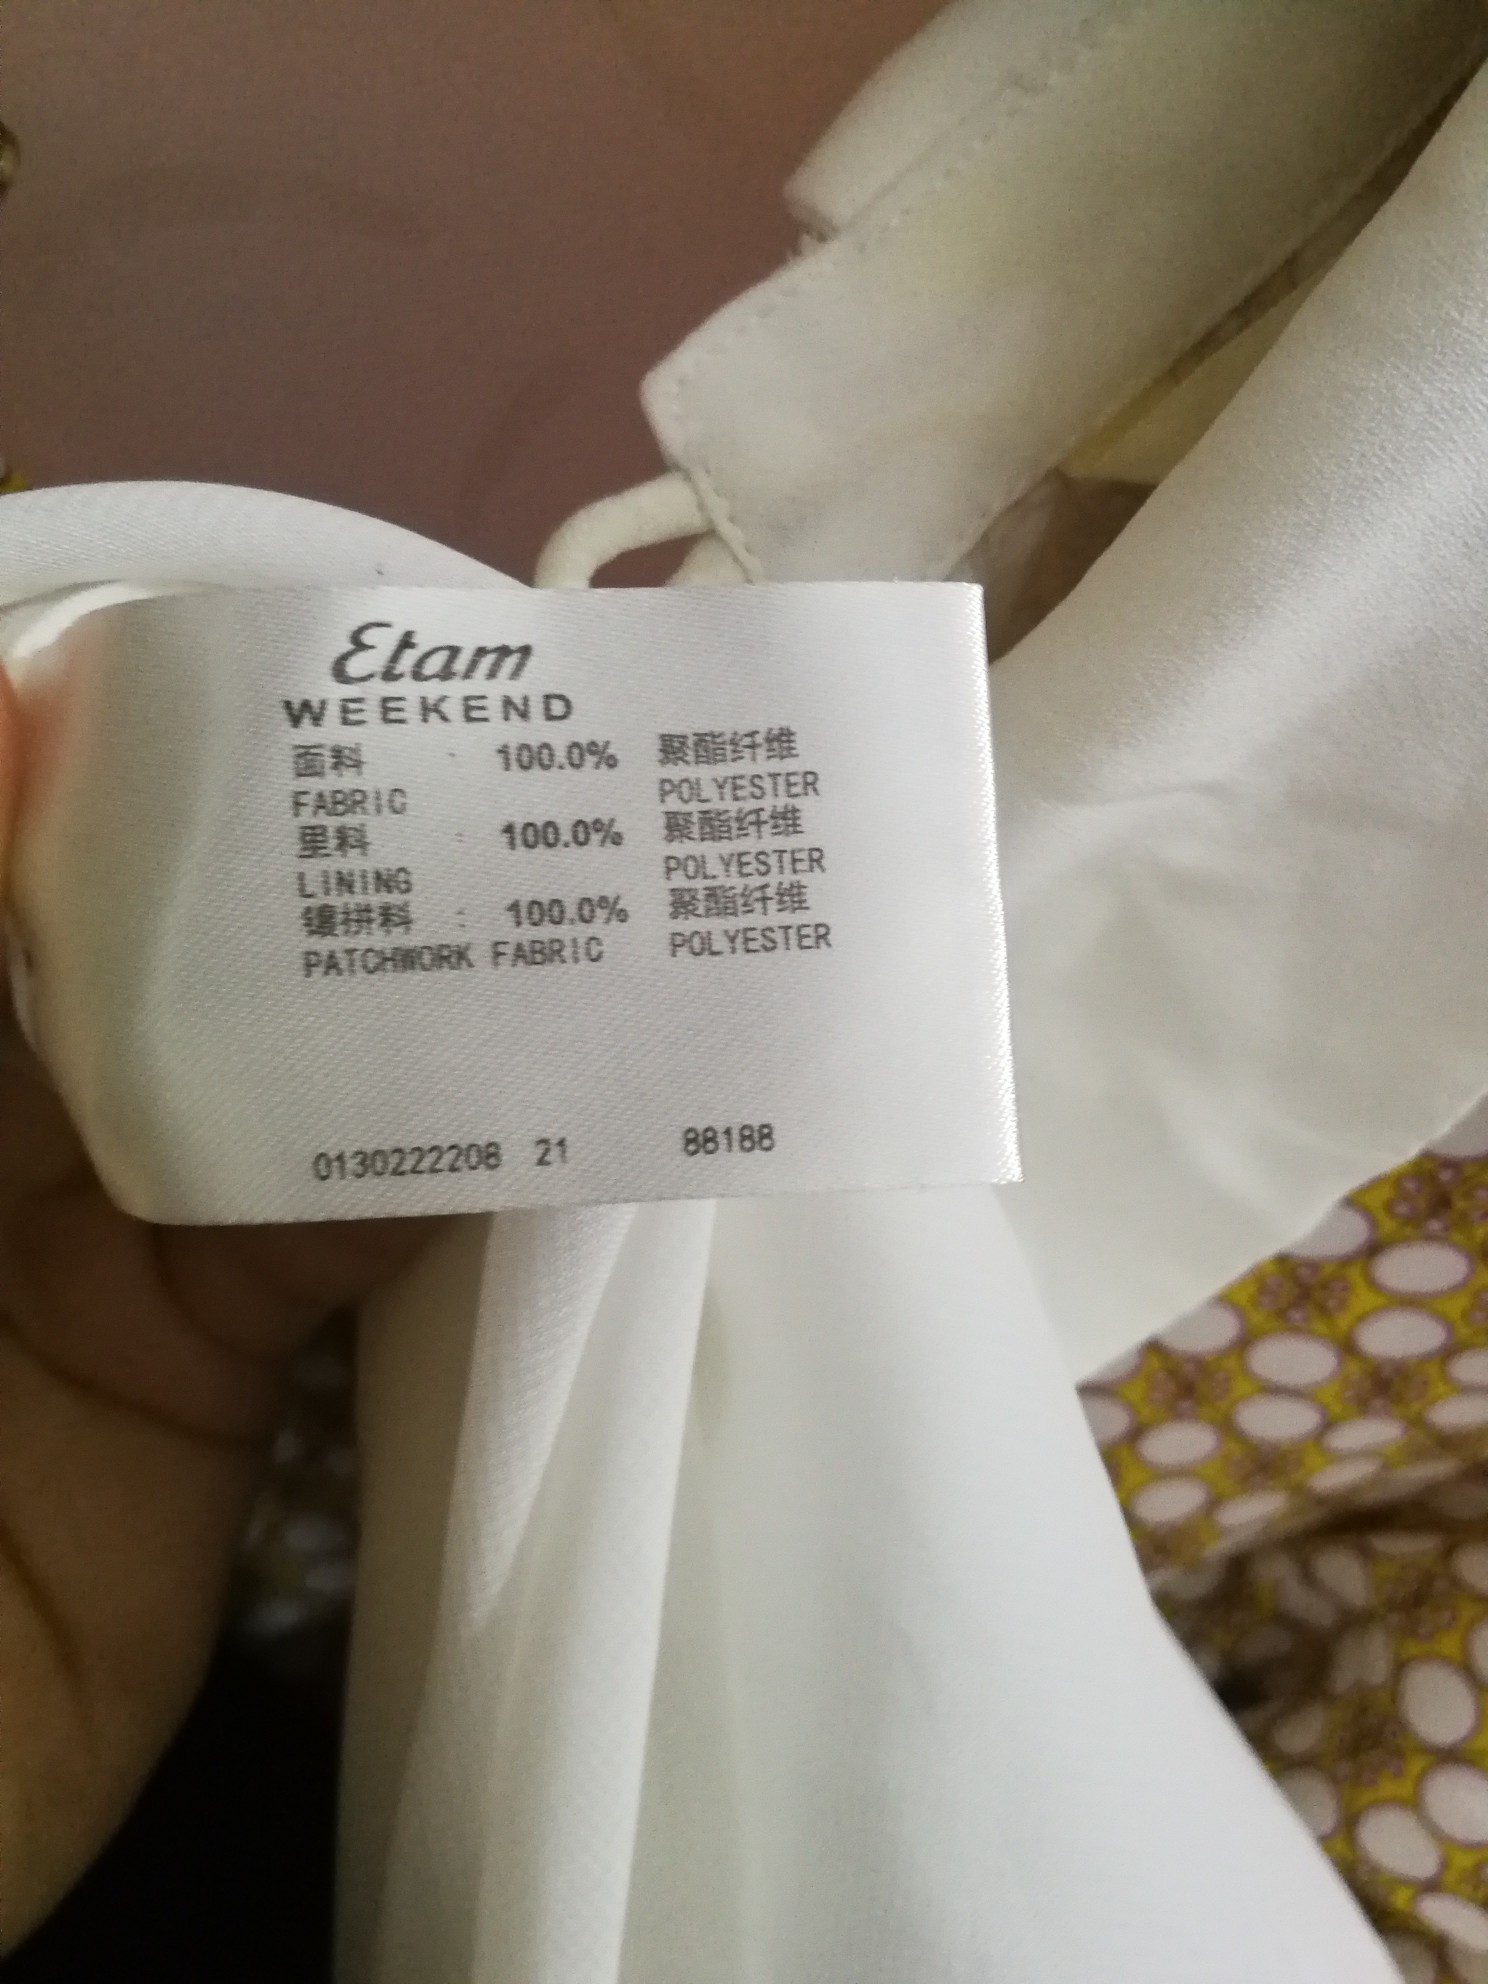 Etam
WEEKEND
面料 : 100.0% 聚酯纤维
FABRIC POLYESTER
里料 : 100.0% 聚酯纤维
LINING POLYESTER
镶拼料 : 100.0% 聚酯纤维
PATCHWORK FABRIC POLYESTER
0130222208 21 88188